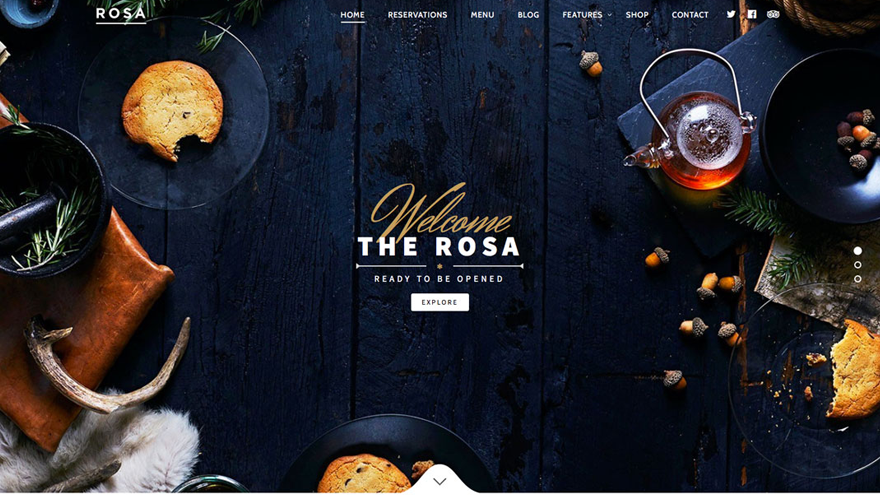 ROSA
HOME RESERVATIONS MENU BLOG FEATURES SHOP CONTACT
Welcome
THE ROSA
READY TO BE OPENED
EXPLORE